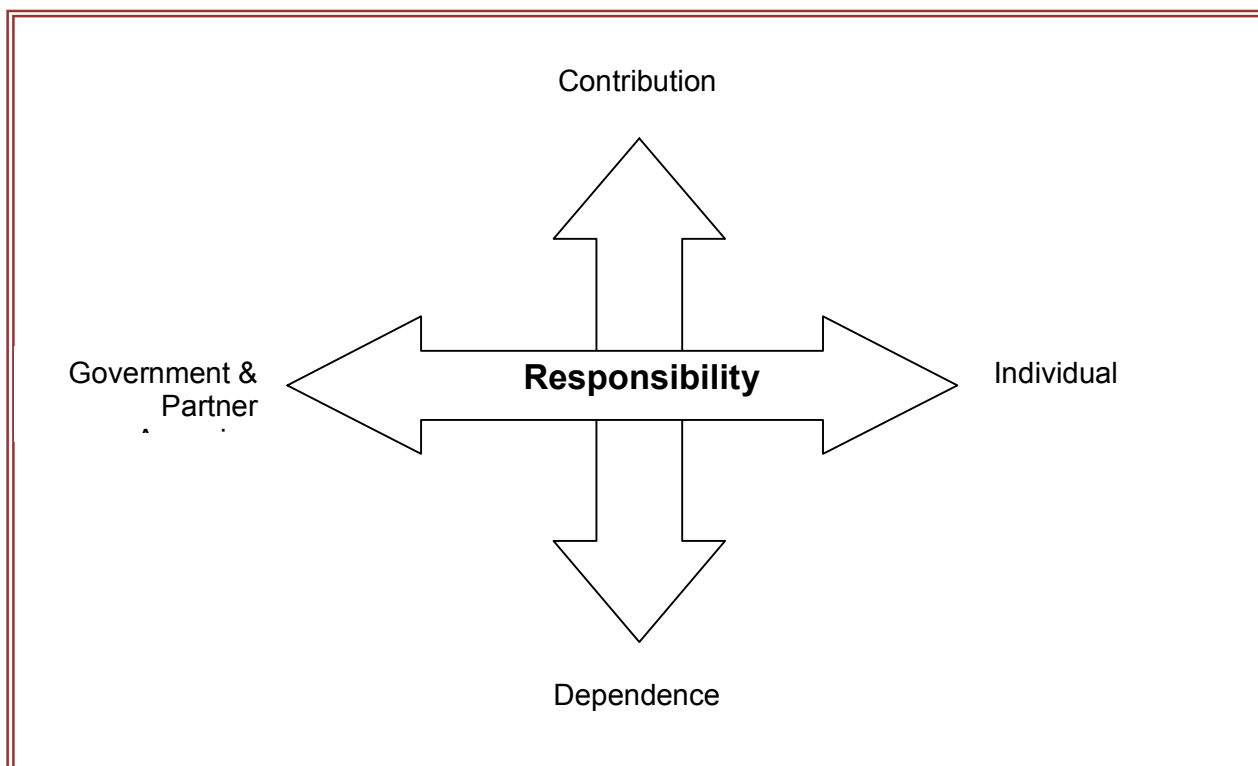 Contribution
Government &
Partner
Responsibility
Individual
Dependence